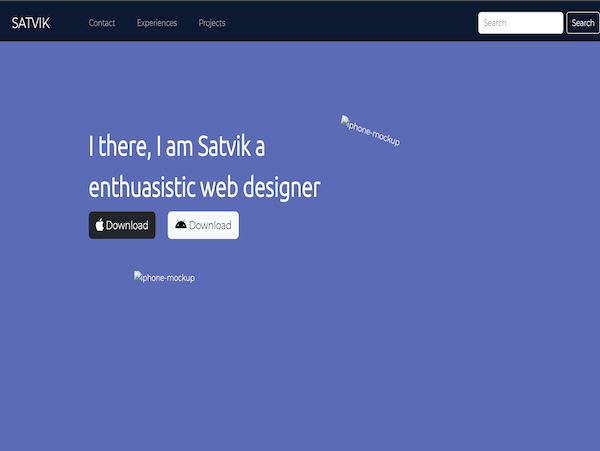 SATVIK
Contact Experiences Projects
Search Search
iphone-mockup
I there, I am Satvik a
enthuasistic web designer
Download Download
iphone-mockup